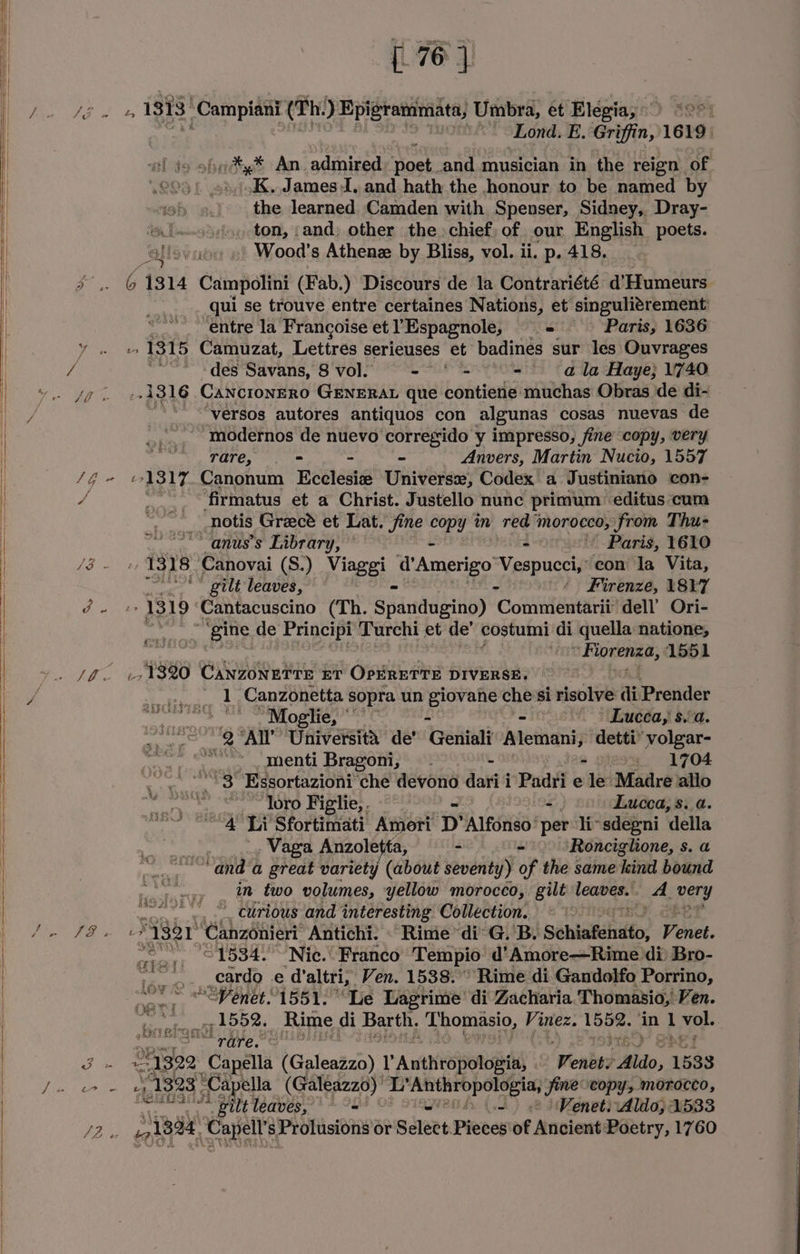 [ 76 ]
1313 Campiani (Th.) Epigrammata, Umbra, et Elegia,
Lond. E. Griffin, 1619
*** An admired poet and musician in the reign of
K. James I. and hath the honour to be named by
the learned Camden with Spenser, Sidney, Dray-
ton, and other the chief of our English poets.
Wood's Athenæ by Bliss, vol. ii. p. 418.
6 1314 Campolini (Fab.) Discours de la Contrariété d'Humeurs
qui se trouve entre certaines Nations, et singulièrement
entre la Françoise et l'Espagnole, - Paris, 1636
1315 Camuzat, Lettres serieuses et badines sur les Ouvrages
des Savans, 8 vol. - - - a la Haye, 1740
1316 CANCIONERO GENERAL que contiene muchas Obras de di-
versos autores antiquos con algunas cosas nuevas de
modernos de nuevo corregido y impresso, fine copy, very
rare, - - - Anvers, Martin Nucio, 1557
1317 Canonum Ecclesiæ Universæ, Codex a Justiniano con-
firmatus et a Christ. Justello nunc primum editus cum
notis Græcè et Lat. fine copy in red morocco, from Thu-
anus's Library, - - Paris, 1610
1318 Canovai (S.) Viaggi d'Amerigo Vespucci, con la Vita,
gilt leaves, - - Firenze, 1817
1319 Cantacuscino (Th. Spandugino) Commentarii dell' Ori-
gine de Principi Turchi et de' costumi di quella natione,
Fiorenza, 1551
1320 CANZONETTE ET OPERETTE DIVERSE.
1 Canzonetta sopra un giovane che si risolve di Prender
Moglie, - - Lucca, s. a.
2 All' Università de' Geniali Alemani, detti volgar-
menti Bragoni, - - 1704
3 Essortazioni che devono dari i Padri e le Madre allo
loro Figlie, - - Lucca, s. a.
4 Li Sfortimati Amori D'Alfonso per li sdegni della
Vaga Anzoletta, - - Ronciglione, s. a
and a great variety (about seventy) of the same kind bound
in two volumes, yellow morocco, gilt leaves. A very
curious and interesting Collection.
1321 Canzonieri Antichi. Rime di G. B. Schiafenato, Venet.
1534. Nic. Franco Tempio d'Amore—Rime di Bro-
cardo e d'altri, Ven. 1538. Rime di Gandolfo Porrino,
Venet. 1551. Le Lagrime di Zacharia Thomasio, Ven.
1552. Rime di Barth. Thomasio, Vinez. 1552. in 1 vol.
rare.
1322 Capella (Galeazzo) l'Anthropologia, Venet. Aldo, 1533
1323 Capella (Galeazzo) L'Anthropologia, fine copy, morocco,
gilt leaves, - - - Venet. Aldo, 1533
1324 Capell's Prolusions or Select Pieces of Ancient Poetry, 1760